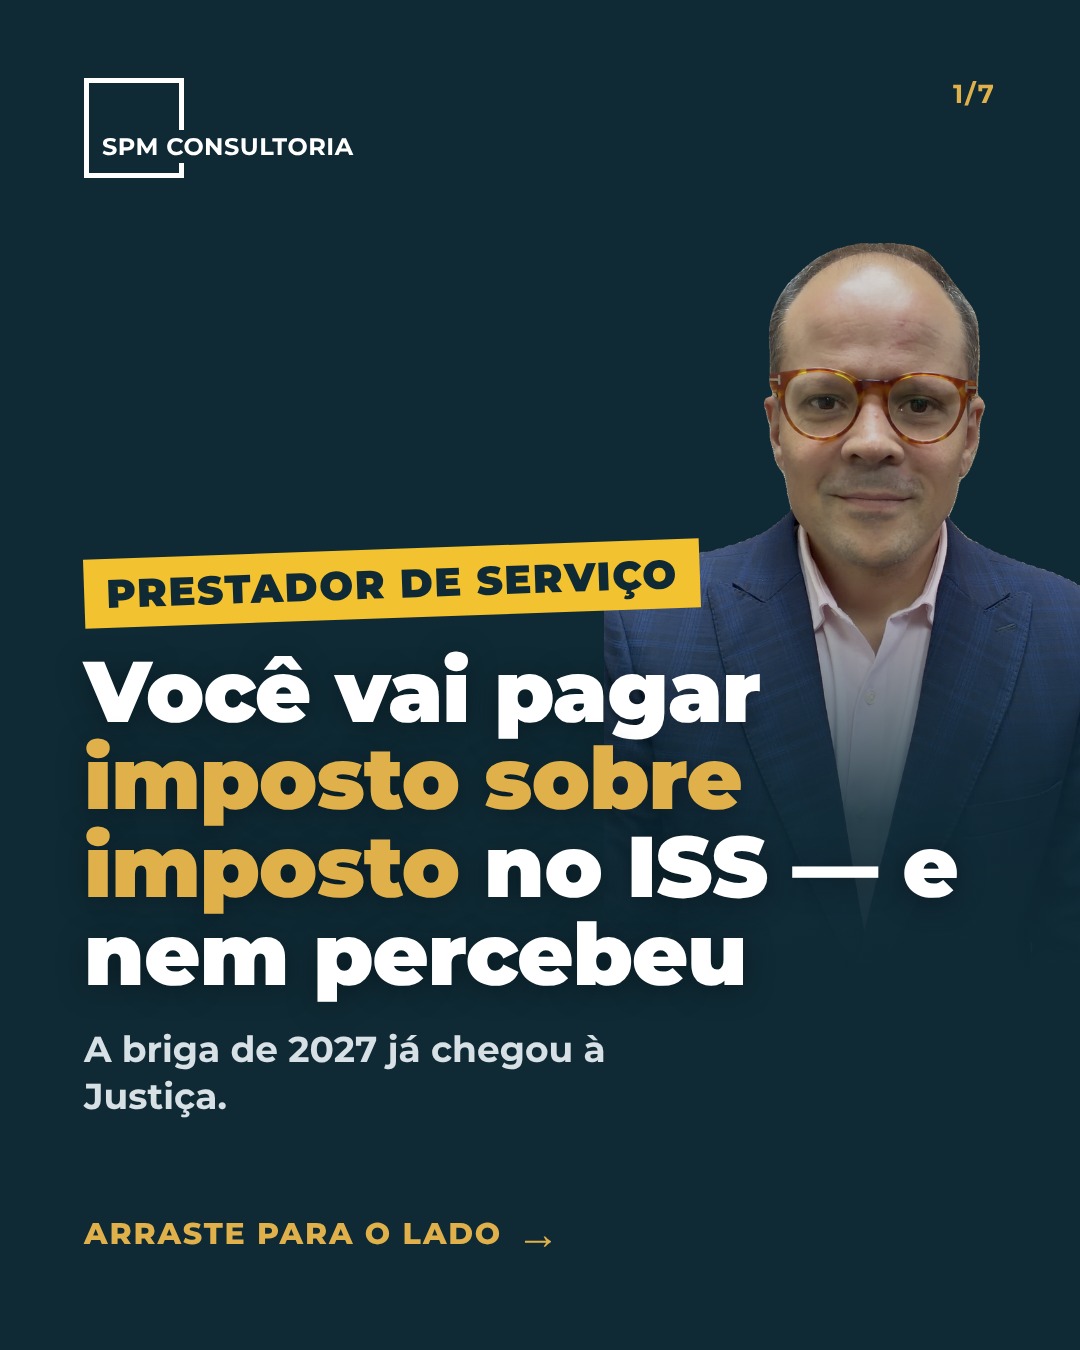 SPM CONSULTORIA
1/7
PRESTADOR DE SERVIÇO
Você vai pagar
imposto sobre
imposto no ISS — e
nem percebeu
A briga de 2027 já chegou à
Justiça.
ARRASTE PARA O LADO →